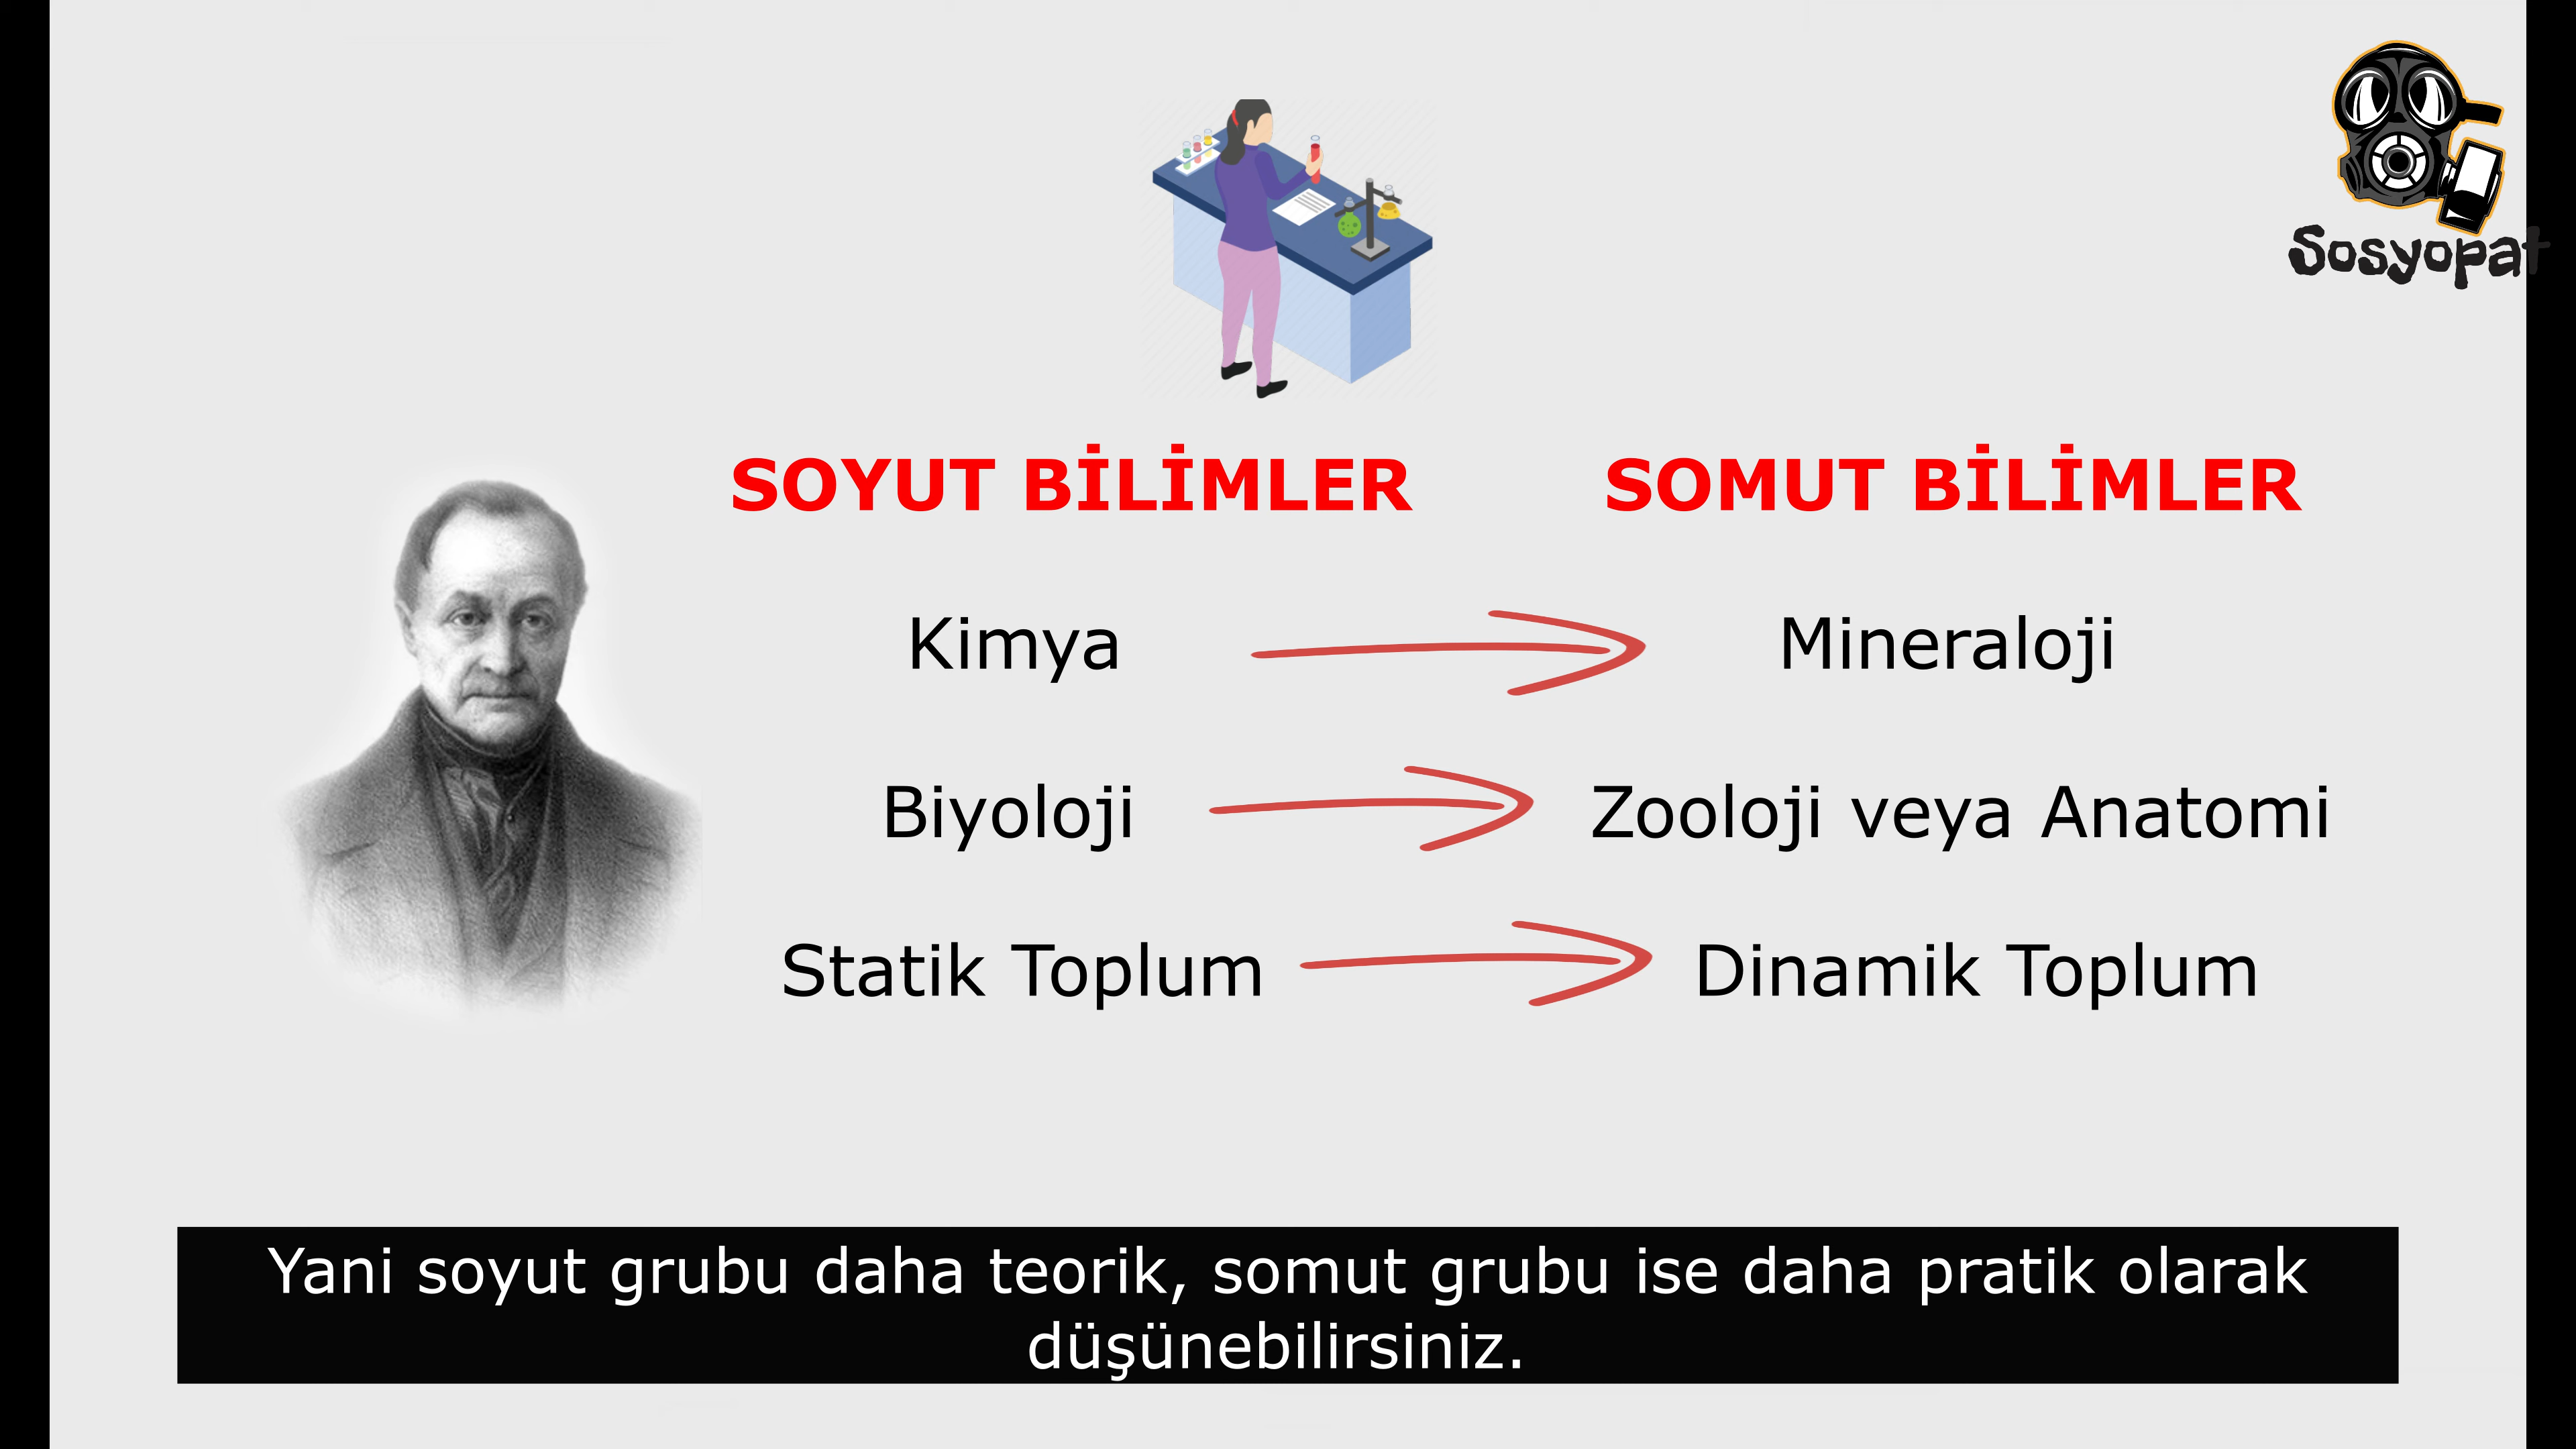 Sosyopat
SOYUT BİLİMLER
SOMUT BİLİMLER
Kimya
Mineraloji
Biyoloji
Zooloji veya Anatomi
Statik Toplum
Dinamik Toplum
Yani soyut grubu daha teorik, somut grubu ise daha pratik olarak
düşünebilirsiniz.